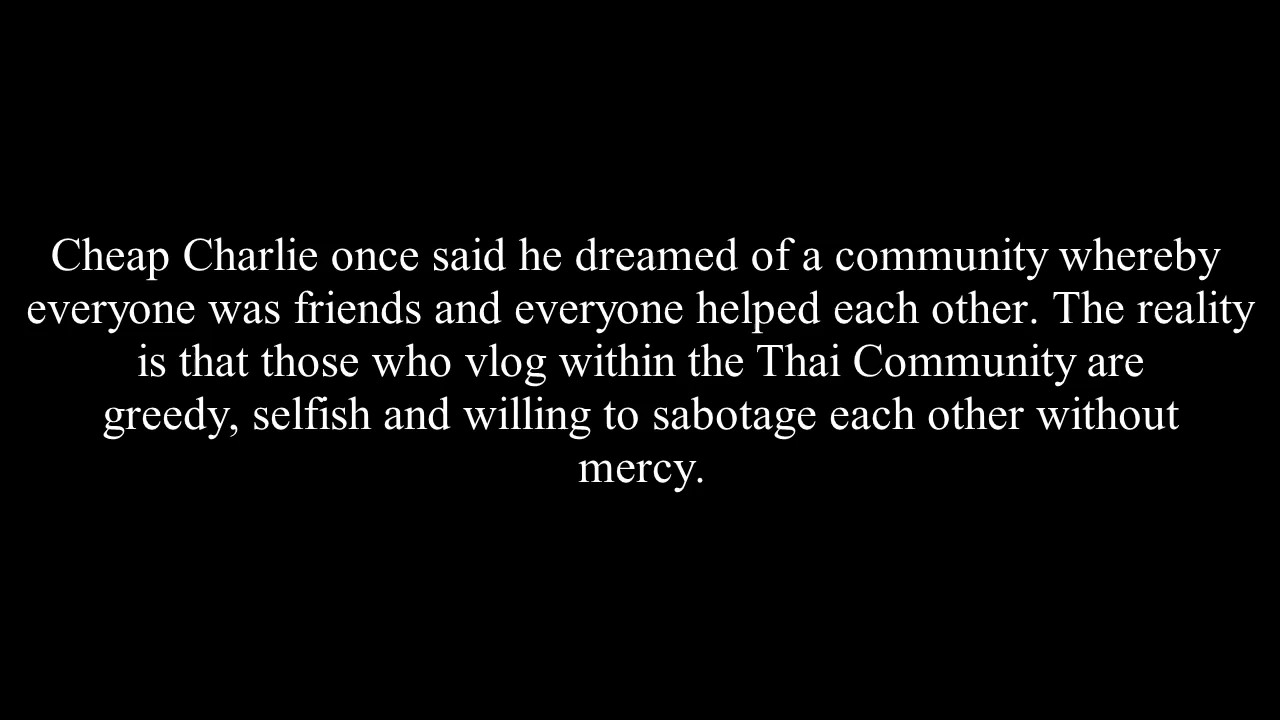 Cheap Charlie once said he dreamed of a community whereby
everyone was friends and everyone helped each other. The reality
is that those who vlog within the Thai Community are
greedy, selfish and willing to sabotage each other without
mercy.